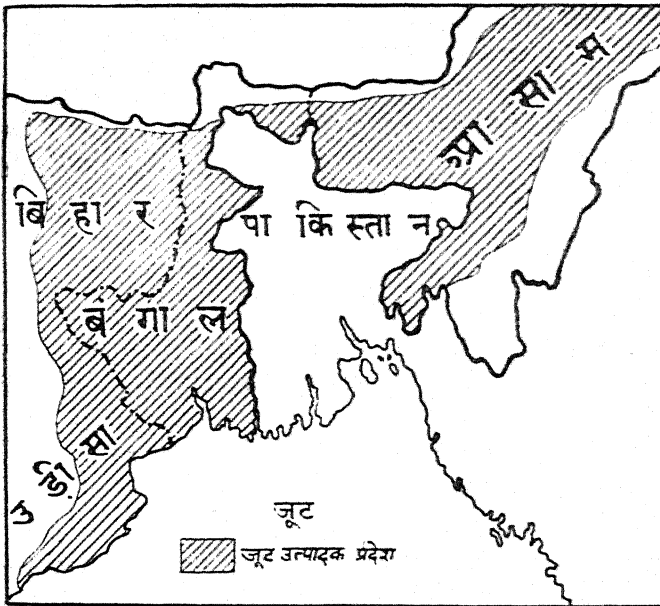 आसाम
बिहार
पाकिस्तान
बंगाल
उड़ीसा
जूट
जूट उत्पादक प्रदेश